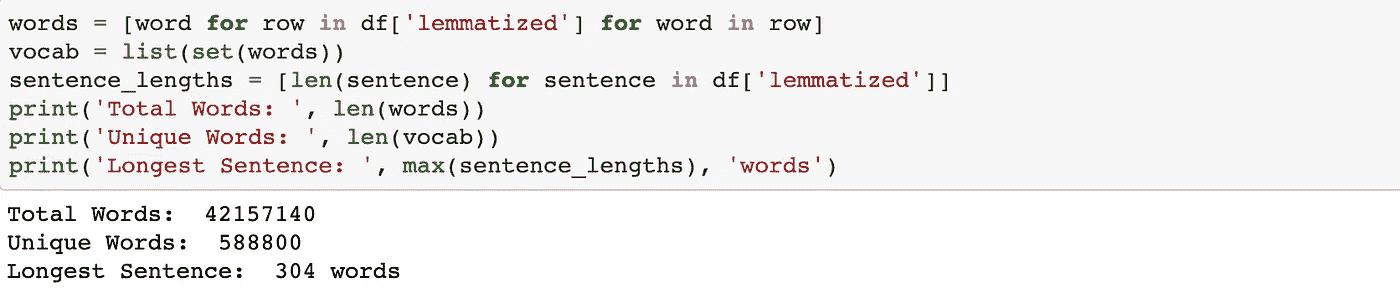 words = [word for row in df['lemmatized'] for word in row]
vocab = list(set(words))
sentence_lengths = [len(sentence) for sentence in df['lemmatized']]
print('Total Words: ', len(words))
print('Unique Words: ', len(vocab))
print('Longest Sentence: ', max(sentence_lengths), 'words')
Total Words:  42157140
Unique Words:  588800
Longest Sentence:  304 words